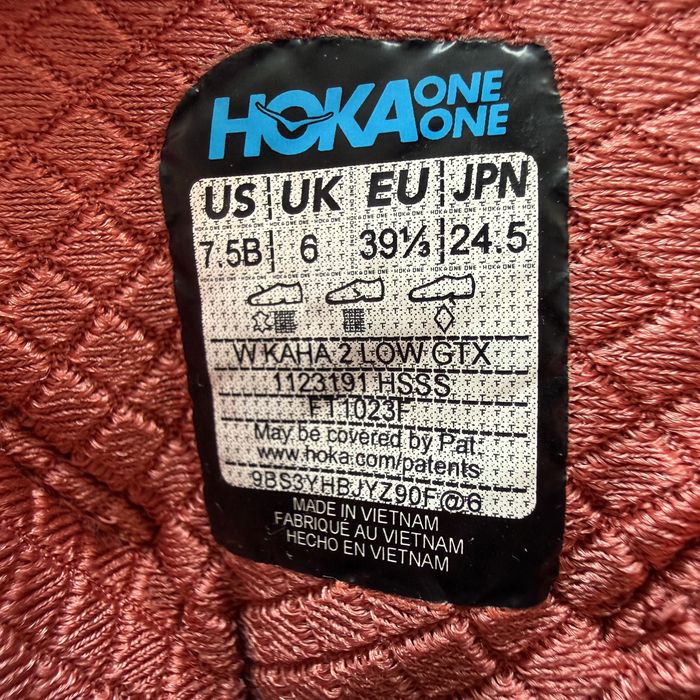 HOKA ONE ONE
US UK EU JPN
7.5B 6 39⅓ 24.5
W KAHA 2 LOW GTX
1123191 HSSS
FT1023F
May be covered by Pat.
www.hoka.com/patents
9BS3YHBJYZ90F@6
MADE IN VIETNAM
FABRIQUÉ AU VIETNAM
HECHO EN VIETNAM